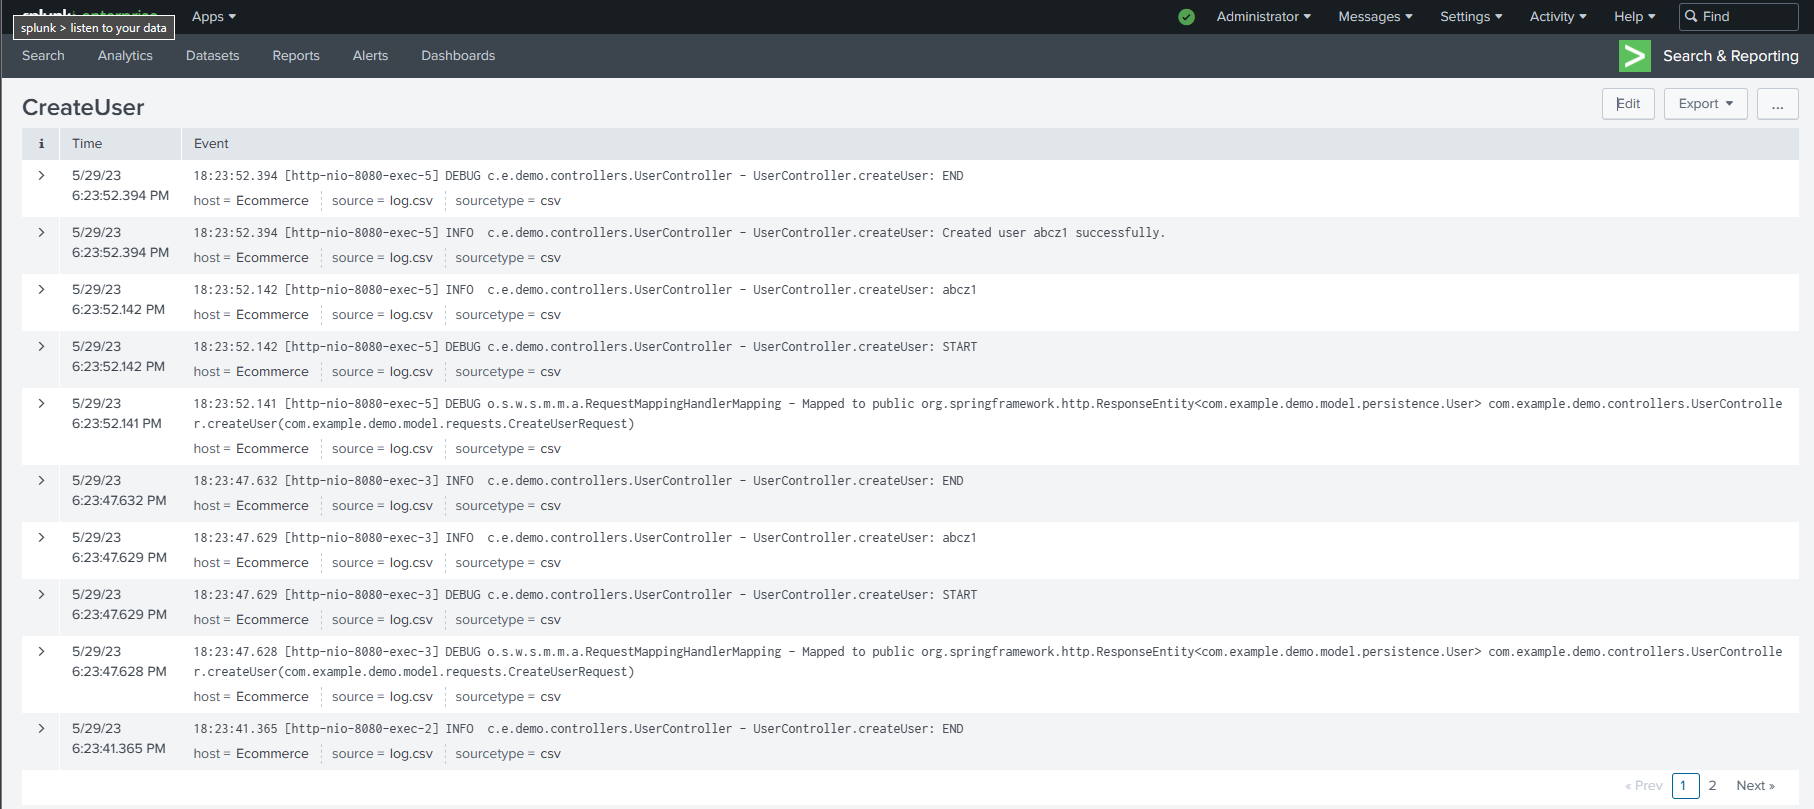 splunk > listen to your data
Apps Administrator Messages Settings Activity Help Find
Search Analytics Datasets Reports Alerts Dashboards Search & Reporting
CreateUser Edit Export ...
i Time Event
5/29/23 18:23:52.394 [http-nio-8080-exec-5] DEBUG c.e.demo.controllers.UserController - UserController.createUser: END
6:23:52.394 PM host = Ecommerce source = log.csv sourcetype = csv
5/29/23 18:23:52.394 [http-nio-8080-exec-5] INFO c.e.demo.controllers.UserController - UserController.createUser: Created user abcz1 successfully.
6:23:52.394 PM host = Ecommerce source = log.csv sourcetype = csv
5/29/23 18:23:52.142 [http-nio-8080-exec-5] INFO c.e.demo.controllers.UserController - UserController.createUser: abcz1
6:23:52.142 PM host = Ecommerce source = log.csv sourcetype = csv
5/29/23 18:23:52.142 [http-nio-8080-exec-5] DEBUG c.e.demo.controllers.UserController - UserController.createUser: START
6:23:52.142 PM host = Ecommerce source = log.csv sourcetype = csv
5/29/23 18:23:52.141 [http-nio-8080-exec-5] DEBUG o.s.w.s.m.m.a.RequestMappingHandlerMapping - Mapped to public org.springframework.http.ResponseEntity<com.example.demo.model.persistence.User> com.example.demo.controllers.UserControlle
6:23:52.141 PM r.createUser(com.example.demo.model.requests.CreateUserRequest)
host = Ecommerce source = log.csv sourcetype = csv
5/29/23 18:23:47.632 [http-nio-8080-exec-3] INFO c.e.demo.controllers.UserController - UserController.createUser: END
6:23:47.632 PM host = Ecommerce source = log.csv sourcetype = csv
5/29/23 18:23:47.629 [http-nio-8080-exec-3] INFO c.e.demo.controllers.UserController - UserController.createUser: abcz1
6:23:47.629 PM host = Ecommerce source = log.csv sourcetype = csv
5/29/23 18:23:47.629 [http-nio-8080-exec-3] DEBUG c.e.demo.controllers.UserController - UserController.createUser: START
6:23:47.629 PM host = Ecommerce source = log.csv sourcetype = csv
5/29/23 18:23:47.628 [http-nio-8080-exec-3] DEBUG o.s.w.s.m.m.a.RequestMappingHandlerMapping - Mapped to public org.springframework.http.ResponseEntity<com.example.demo.model.persistence.User> com.example.demo.controllers.UserControlle
6:23:47.628 PM r.createUser(com.example.demo.model.requests.CreateUserRequest)
host = Ecommerce source = log.csv sourcetype = csv
5/29/23 18:23:41.365 [http-nio-8080-exec-2] INFO c.e.demo.controllers.UserController - UserController.createUser: END
6:23:41.365 PM host = Ecommerce source = log.csv sourcetype = csv
« Prev 1 2 Next »